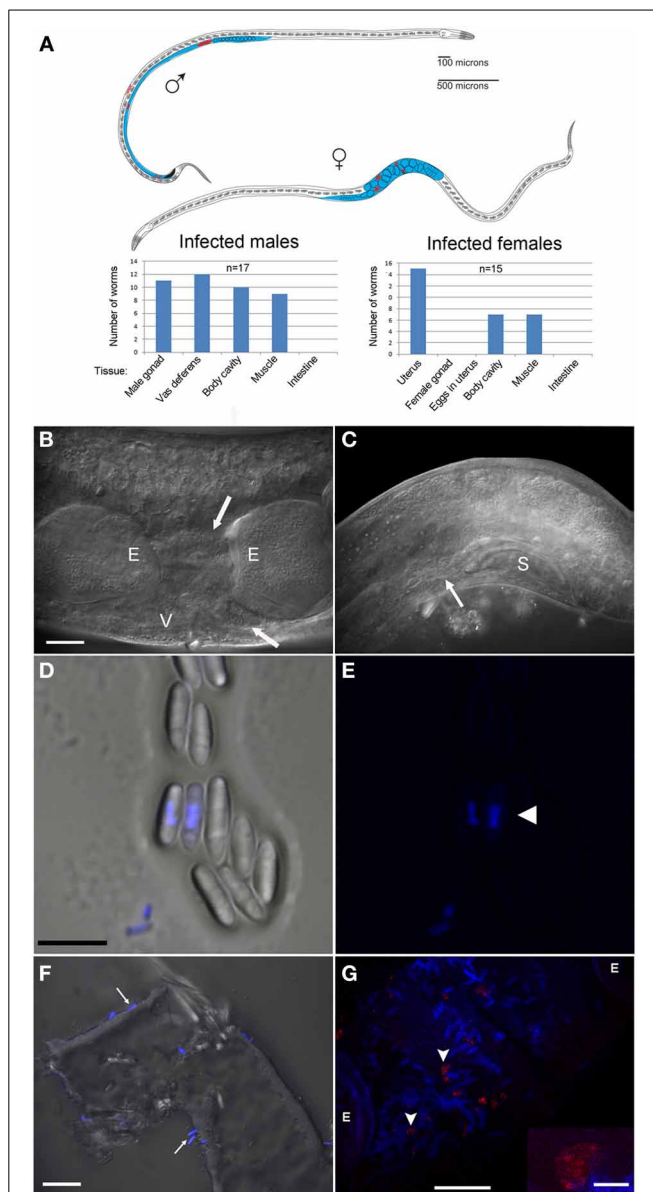 A
♂
100 microns
500 microns
♀
Infected males
n=17
Number of worms
14
12
10
8
6
4
2
0
Tissue:
Male gonad
Vas deferens
Body cavity
Muscle
Intestine
Infected females
n=15
Number of worms
16
14
12
0
8
6
4
2
0
Uterus
Female gonad
Eggs in uterus
Body cavity
Muscle
Intestine
B
E
E
V
C
S
D
E
F
G
E
E